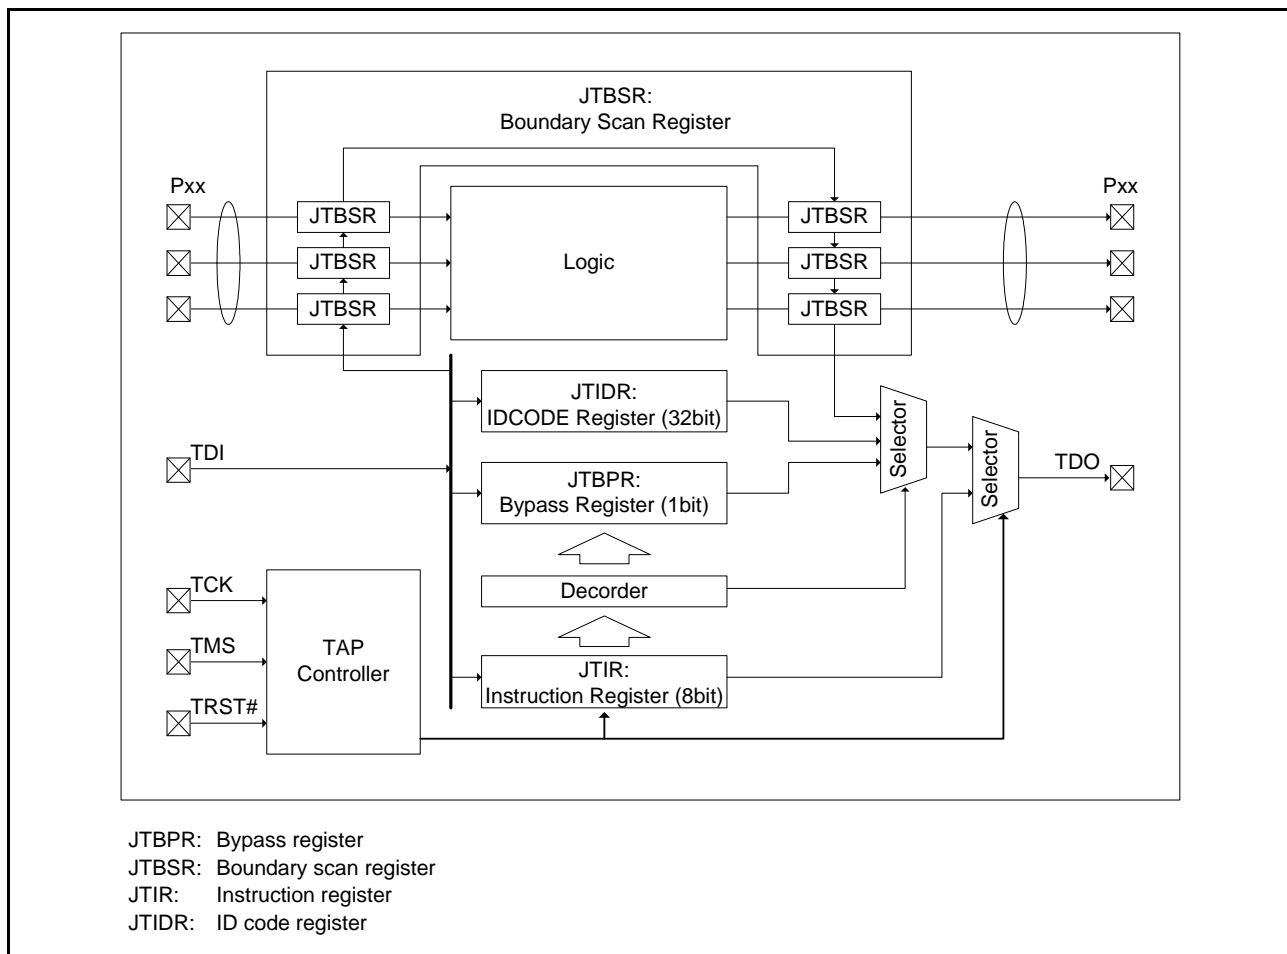 JTBSR:
Boundary Scan Register
Pxx
Pxx
JTBSR
JTBSR
JTBSR
JTBSR
Logic
JTBSR
JTBSR
JTIDR:
IDCODE Register (32bit)
Selector
TDI
JTBPR:
Bypass Register (1bit)
Selector
TDO
TCK
Decorder
TMS
TAP
Controller
JTIR:
Instruction Register (8bit)
TRST#
JTBPR: Bypass register
JTBSR: Boundary scan register
JTIR: Instruction register
JTIDR: ID code register